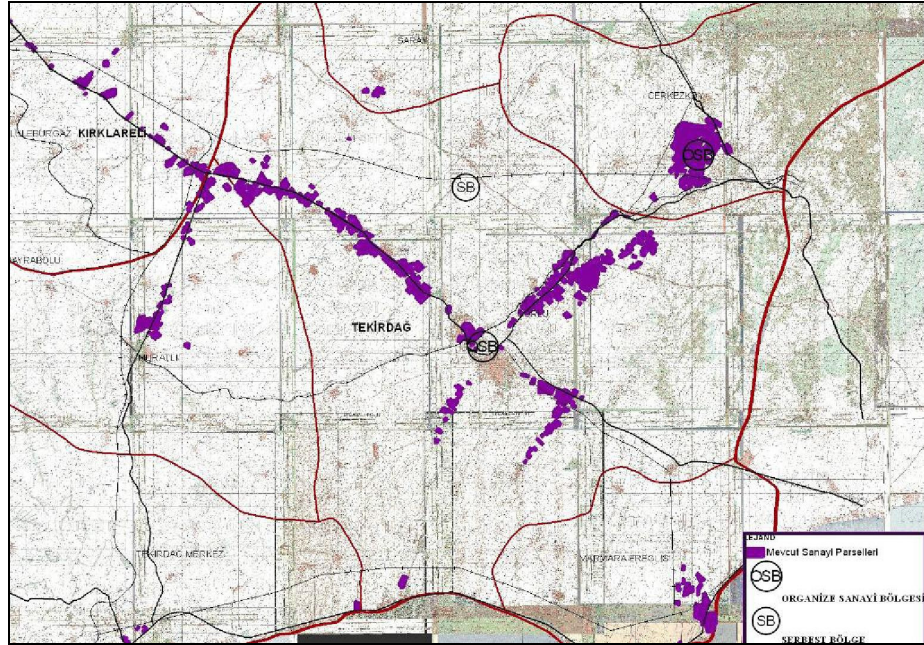 SARAY
ÇERKEZKÖY
LÜLEBURGAZ
KIRKLARELİ
OSB
SB
AYRABOLU
TEKİRDAĞ
OSB
MURATLI
TEKİRDAĞ MERKEZ
MARMARA EREĞLİSİ
LEJAND
Mevcut Sanayi Parselleri
OSB
ORGANİZE SANAYİ BÖLGESİ
SB
SERBEST BÖLGE